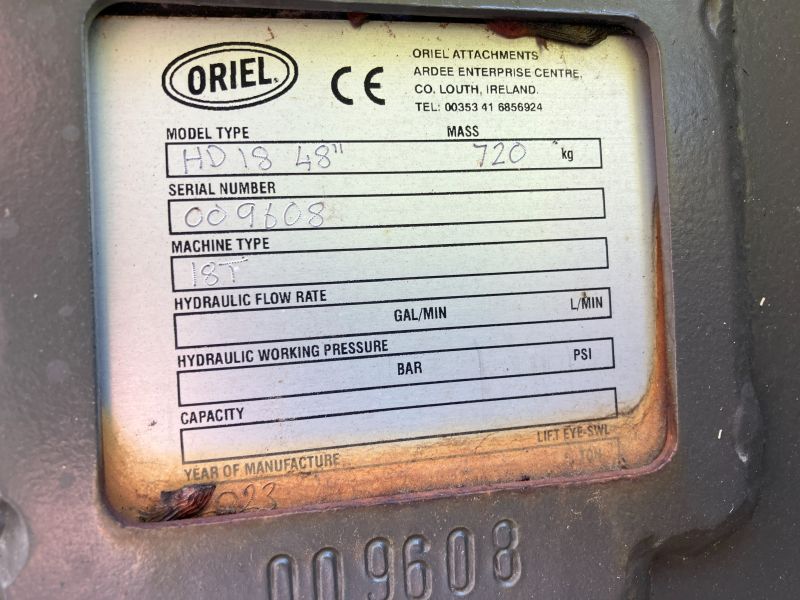 ORIEL
CE
ORIEL ATTACHMENTS
ARDEE ENTERPRISE CENTRE,
CO. LOUTH, IRELAND.
TEL: 00353 41 6856924
MODEL TYPE MASS
HD18 48" 720 kg
SERIAL NUMBER
009608
MACHINE TYPE
18T
HYDRAULIC FLOW RATE
GAL/MIN L/MIN
HYDRAULIC WORKING PRESSURE
BAR PSI
CAPACITY
LIFT EYE-SWL
YEAR OF MANUFACTURE
023 TON
009608